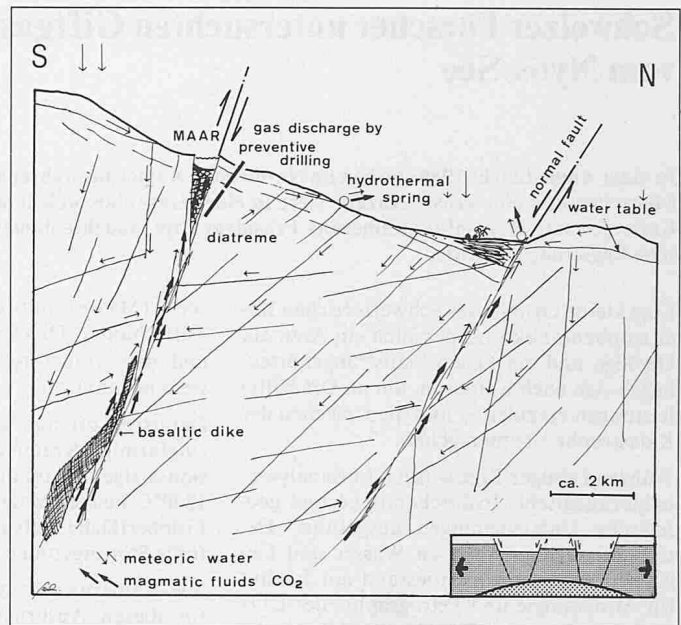 S
N
MAAR
gas discharge by
preventive
drilling
hydrothermal
spring
normal fault
water table
diatreme
basaltic dike
ca. 2 km
meteoric water
magmatic fluids CO2